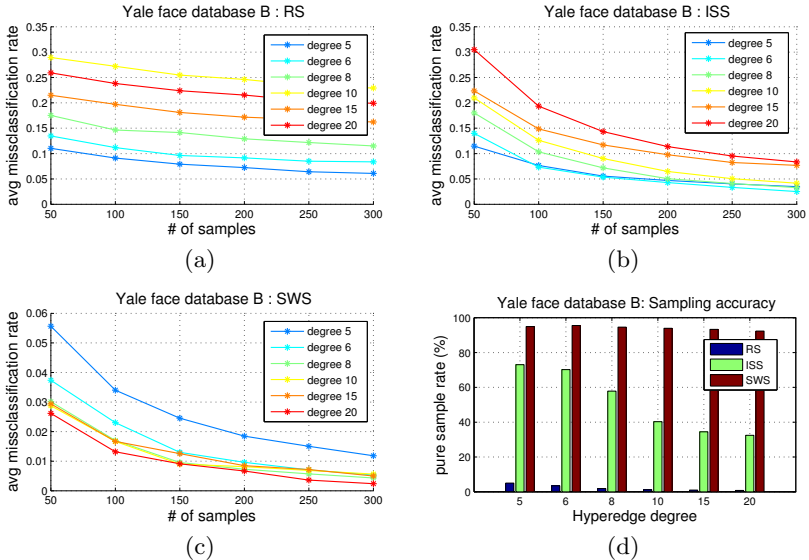 Yale face database B : RS
avg missclassification rate
0.35
0.3
0.25
0.2
0.15
0.1
0.05
0
degree 5
degree 6
degree 8
degree 10
degree 15
degree 20
50 100 150 200 250 300
# of samples
(a)
Yale face database B : ISS
avg missclassification rate
0.35
0.3
0.25
0.2
0.15
0.1
0.05
0
degree 5
degree 6
degree 8
degree 10
degree 15
degree 20
50 100 150 200 250 300
# of samples
(b)
Yale face database B : SWS
avg missclassification rate
0.06
0.05
0.04
0.03
0.02
0.01
0
degree 5
degree 6
degree 8
degree 10
degree 15
degree 20
50 100 150 200 250 300
# of samples
(c)
Yale face database B: Sampling accuracy
pure sample rate (%)
100
80
60
40
20
0
RS
ISS
SWS
5 6 8 10 15 20
Hyperedge degree
(d)